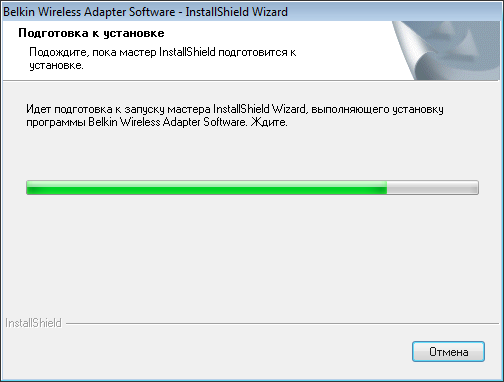 Belkin Wireless Adapter Software - InstallShield Wizard
Подготовка к установке
Подождите, пока мастер InstallShield подготовится к
установке.
Идет подготовка к запуску мастера InstallShield Wizard, выполняющего установку
программы Belkin Wireless Adapter Software. Ждите.
InstallShield
Отмена